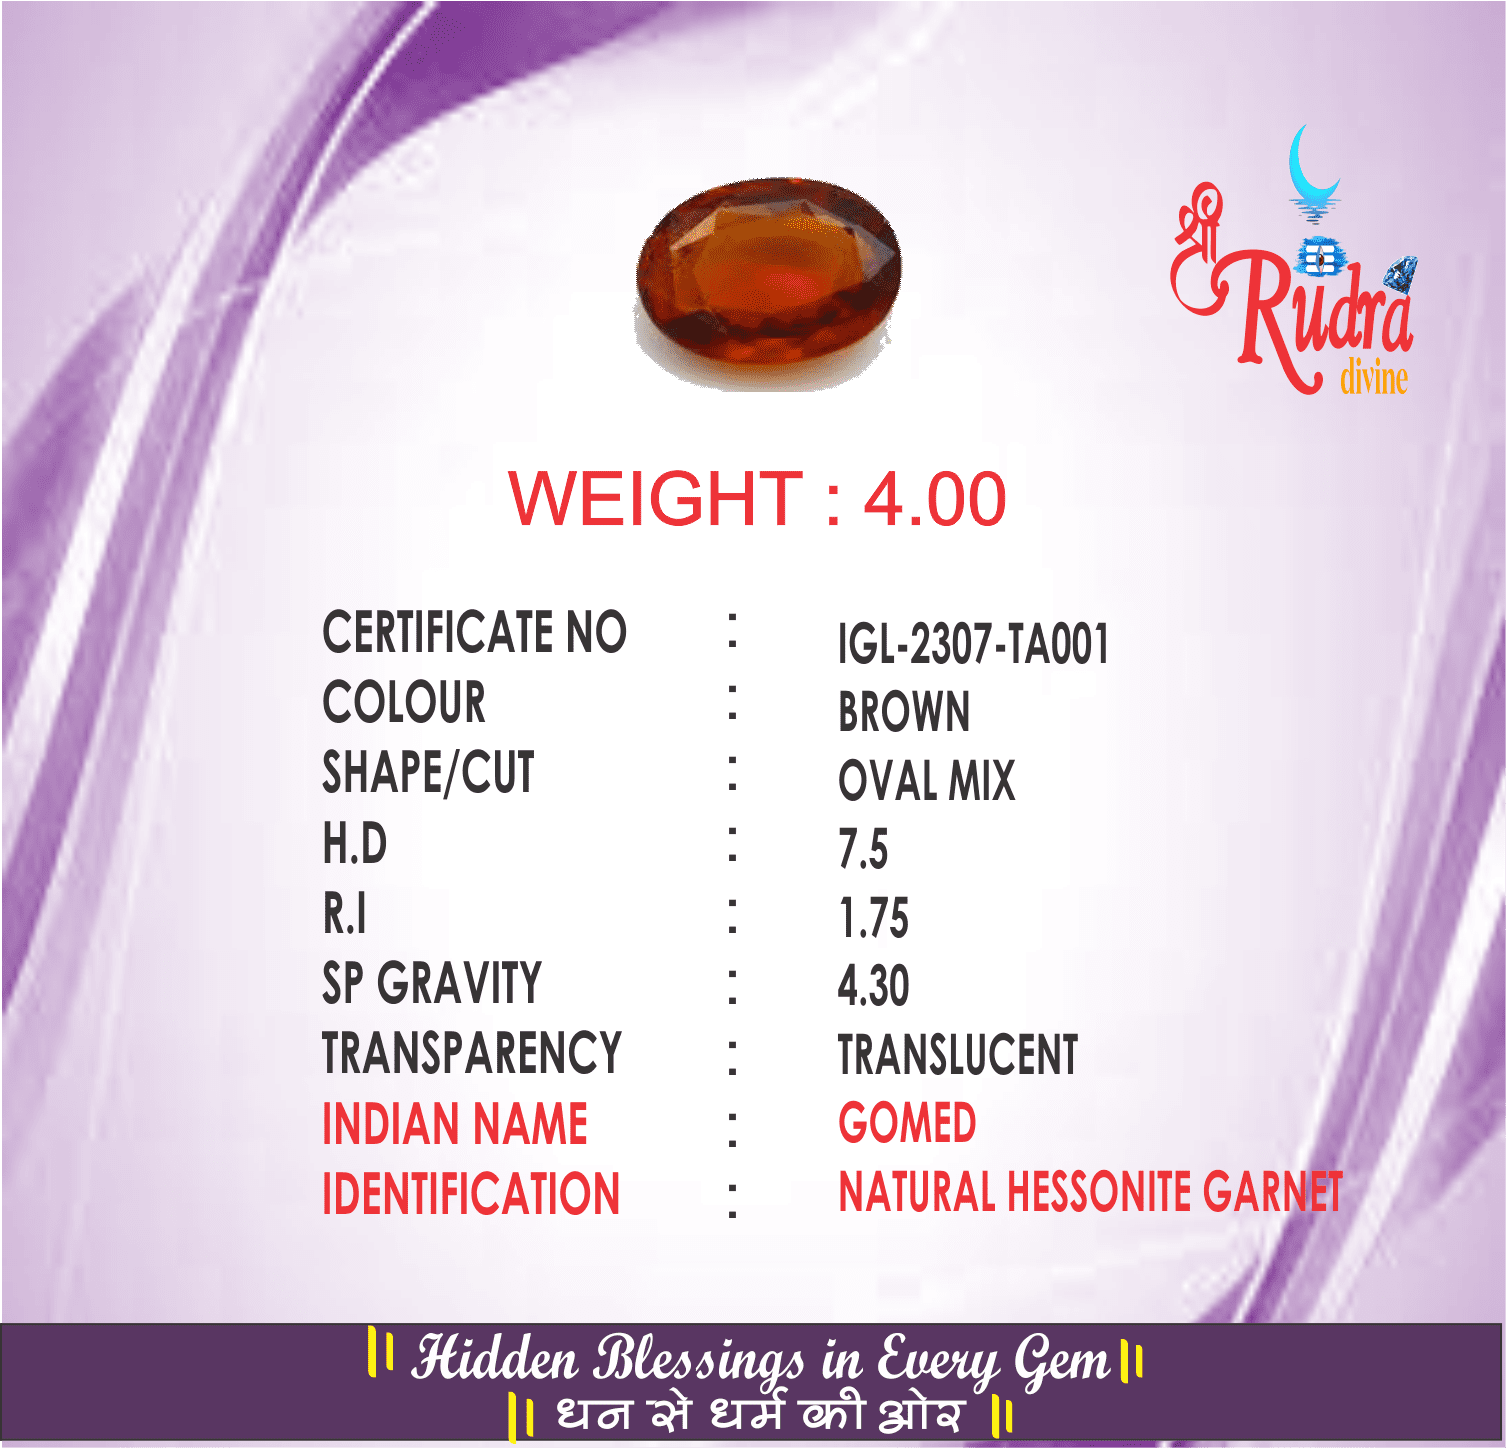 श्री
Rudra
divine
WEIGHT : 4.00
CERTIFICATE NO : IGL-2307-TA001
COLOUR : BROWN
SHAPE/CUT : OVAL MIX
H.D : 7.5
R.I : 1.75
SP GRAVITY : 4.30
TRANSPARENCY : TRANSLUCENT
INDIAN NAME : GOMED
IDENTIFICATION : NATURAL HESSONITE GARNET
|| Hidden Blessings in Every Gem ||
|| धन से धर्म की ओर ||